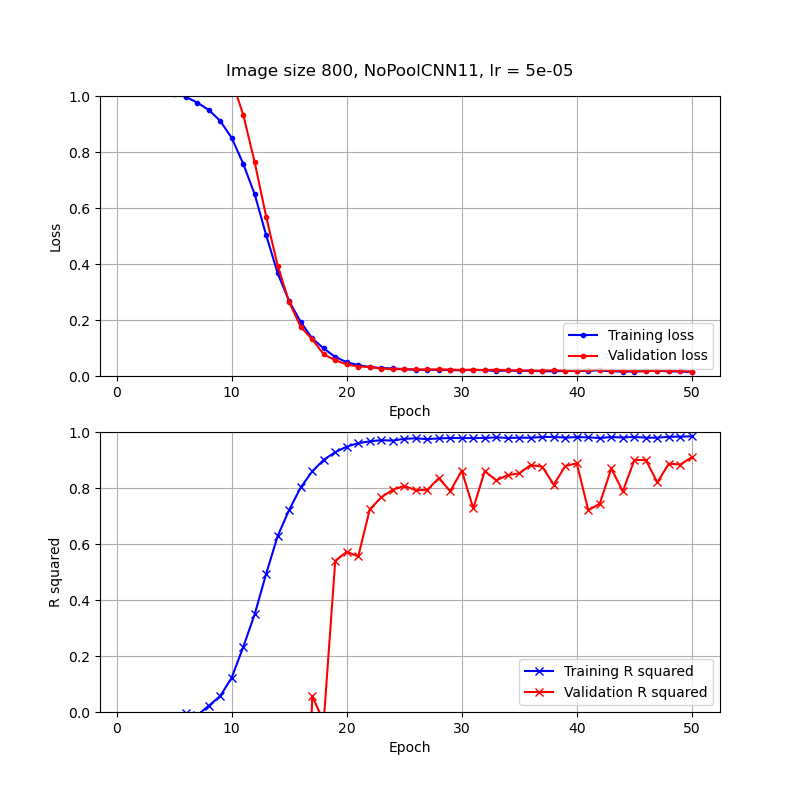 Image size 800, NoPoolCNN11, lr = 5e-05
1.0
0.8
0.6
0.4
0.2
0.0
Loss
Training loss
Validation loss
0 10 20 30 40 50
Epoch
1.0
0.8
0.6
0.4
0.2
0.0
R squared
Training R squared
Validation R squared
0 10 20 30 40 50
Epoch